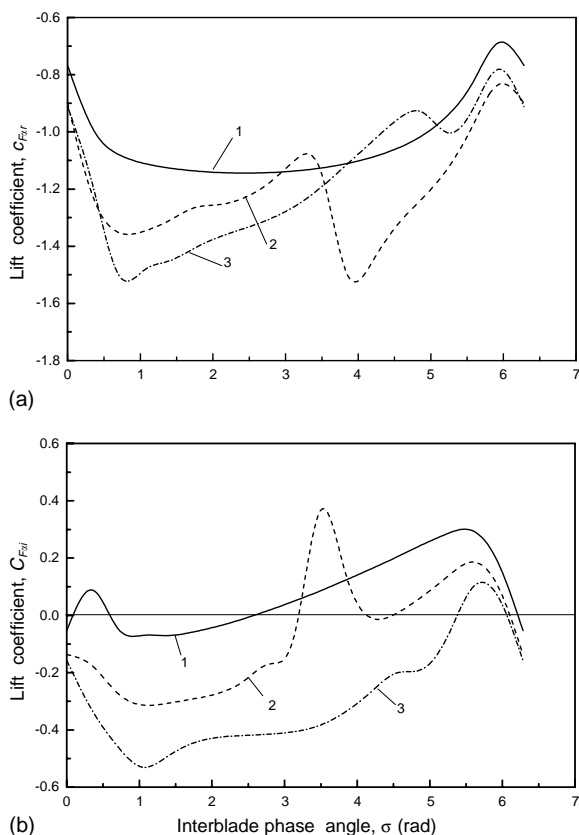 -0.6
-0.8
-1.0
-1.2
-1.4
-1.6
-1.8
Lift coefficient, cFαr
1
2
3
0 1 2 3 4 5 6 7
(a)
0.6
0.4
0.2
0.0
-0.2
-0.4
-0.6
Lift coefficient, CFαi
1
2
3
0 1 2 3 4 5 6 7
(b)
Interblade phase angle, σ (rad)